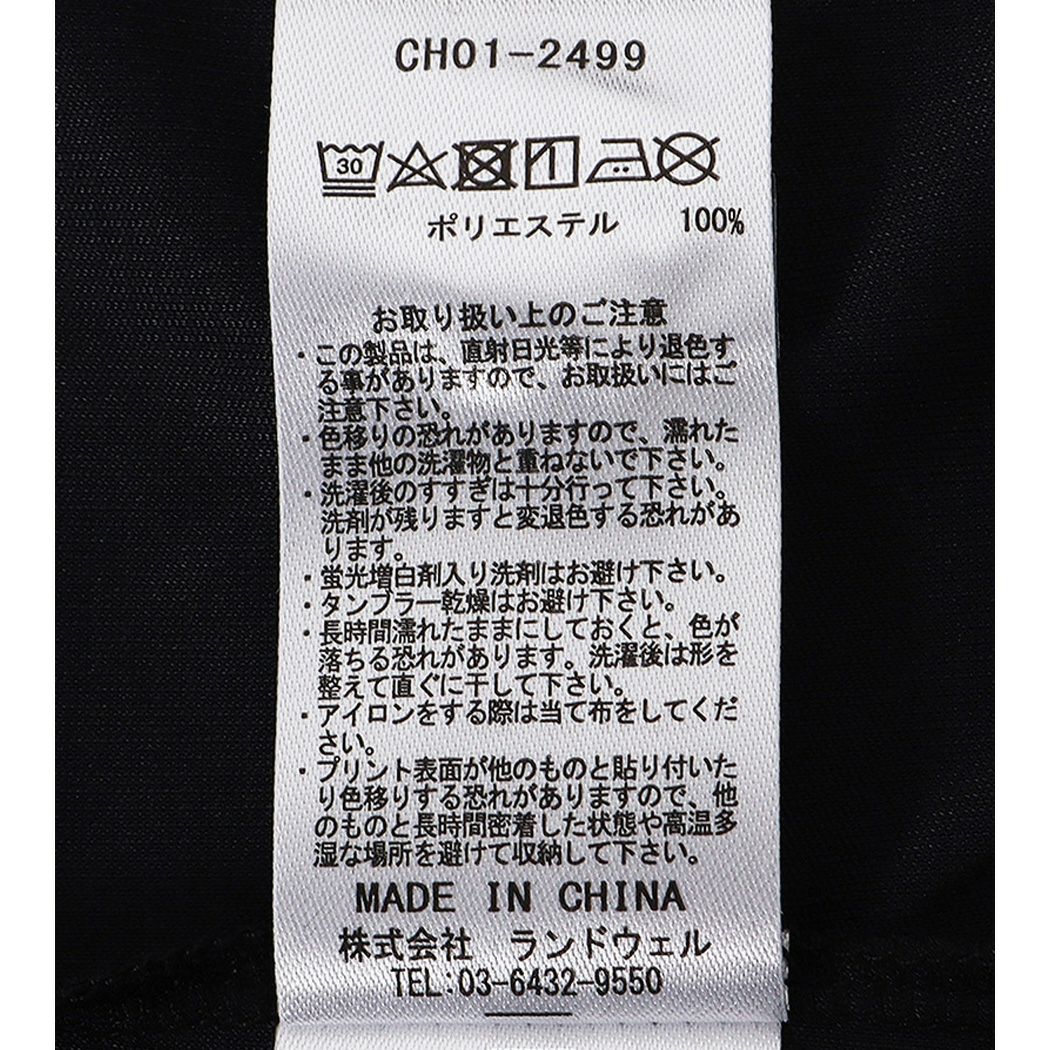 CH01-2499
30
ポリエステル 100%
お取り扱い上のご注意
・この製品は、直射日光等により退色す
る事がありますので、お取扱いにはご
注意下さい。
・色移りの恐れがありますので、濡れた
まま他の洗濯物と重ねないで下さい。
・洗濯後のすすぎは十分行って下さい。
洗剤が残りますと変退色する恐れがあ
ります。
・蛍光増白剤入り洗剤はお避け下さい。
・タンブラー乾燥はお避け下さい。
・長時間濡れたままにしておくと、色が
落ちる恐れがあります。洗濯後は形を
整えて直ぐに干して下さい。
・アイロンをする際は当て布をしてくだ
さい。
・プリント表面が他のものと貼り付いた
り色移りする恐れがありますので、他
のものと長時間密着した状態や高温多
湿な場所を避けて収納して下さい。
MADE IN CHINA
株式会社 ランドウェル
TEL:03-6432-9550